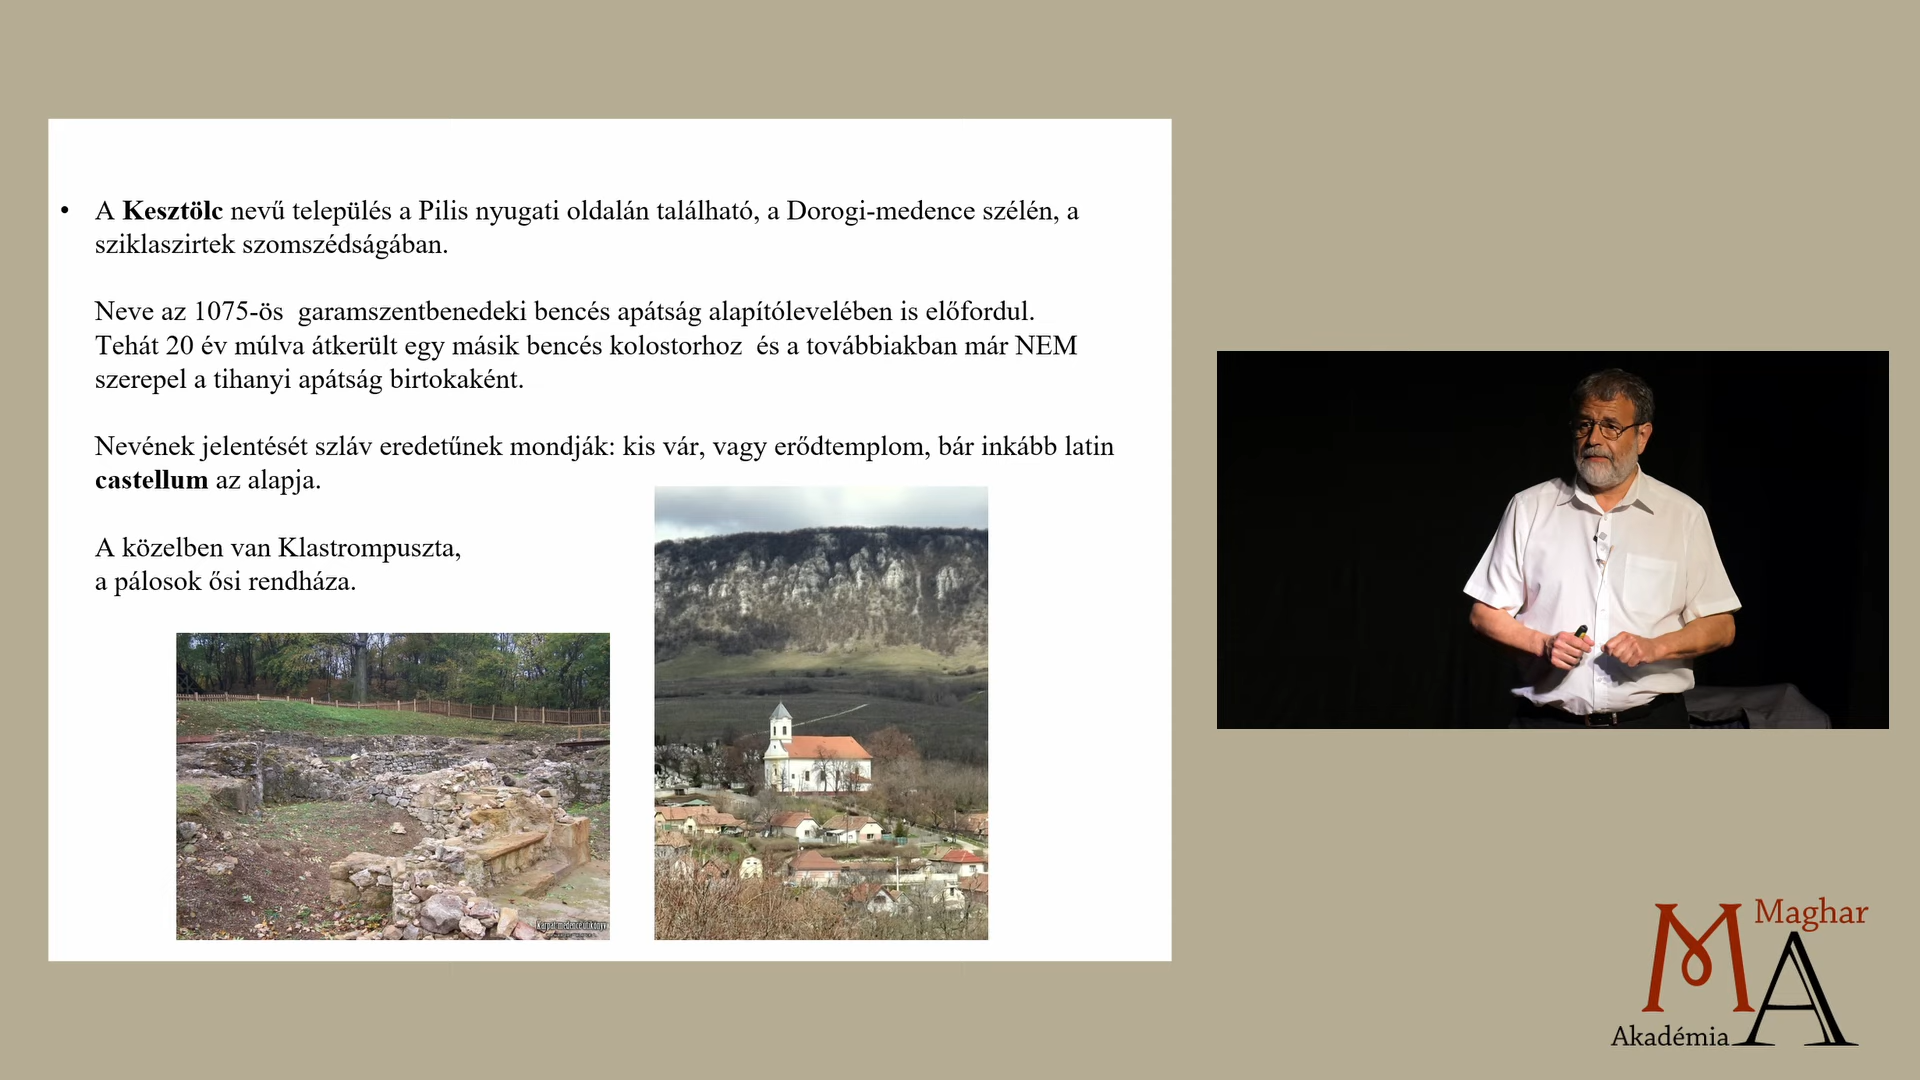 • A Kesztölc nevű település a Pilis nyugati oldalán található, a Dorogi-medence szélén, a
sziklaszirtek szomszédságában.
Neve az 1075-ös  garamszentbenedeki bencés apátság alapítólevelében is előfordul.
Tehát 20 év múlva átkerült egy másik bencés kolostorhoz  és a továbbiakban már NEM
szerepel a tihanyi apátság birtokaként.
Nevének jelentését szláv eredetűnek mondják: kis vár, vagy erődtemplom, bár inkább latin
castellum az alapja.
A közelben van Klastrompuszta,
a pálosok ősi rendháza.
Maghar
MA
Akadémia